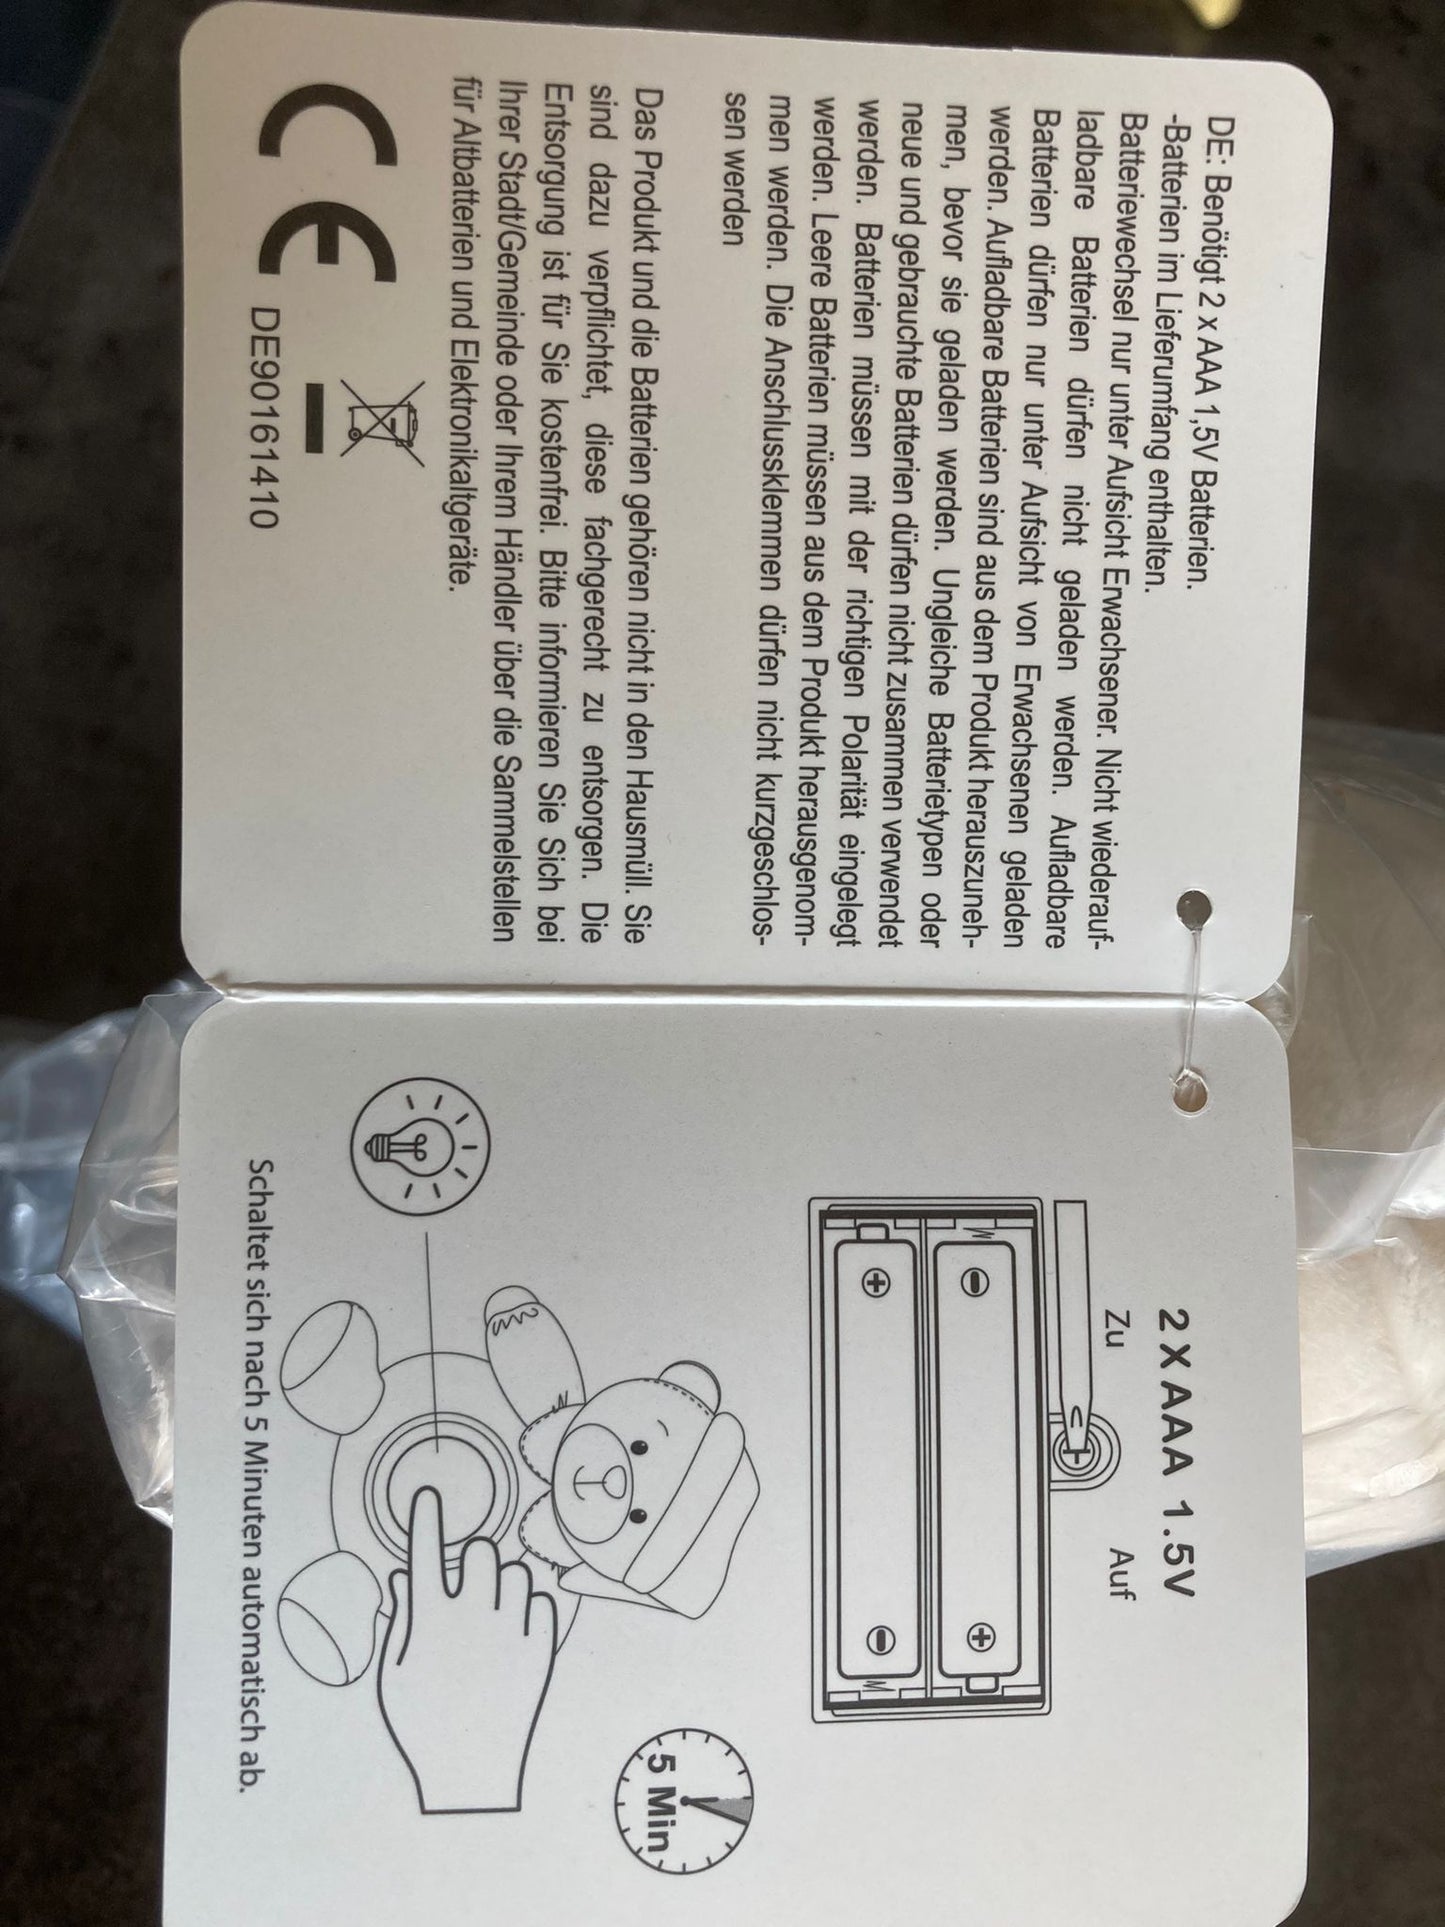 DE: Benötigt 2 x AAA 1,5V Batterien.
-Batterien im Lieferumfang enthalten.
Batteriewechsel nur unter Aufsicht Erwachsener. Nicht wiederauf-
ladbare Batterien dürfen nicht geladen werden. Aufladbare
Batterien dürfen nur unter Aufsicht von Erwachsenen geladen
werden. Aufladbare Batterien sind aus dem Produkt herauszuneh-
men, bevor sie geladen werden. Ungleiche Batterietypen oder
neue und gebrauchte Batterien dürfen nicht zusammen verwendet
werden. Batterien müssen mit der richtigen Polarität eingelegt
werden. Leere Batterien müssen aus dem Produkt herausgenom-
men werden. Die Anschlussklemmen dürfen nicht kurzgeschlos-
sen werden
Das Produkt und die Batterien gehören nicht in den Hausmüll. Sie
sind dazu verpflichtet, diese fachgerecht zu entsorgen. Die
Entsorgung ist für Sie kostenfrei. Bitte informieren Sie Sich bei
Ihrer Stadt/Gemeinde oder Ihrem Händler über die Sammelstellen
für Altbatterien und Elektronikaltgeräte.
CE
DE90161410
2 X AAA 1.5V
Zu Auf
- +
+ -
5 Min
Schaltet sich nach 5 Minuten automatisch ab.